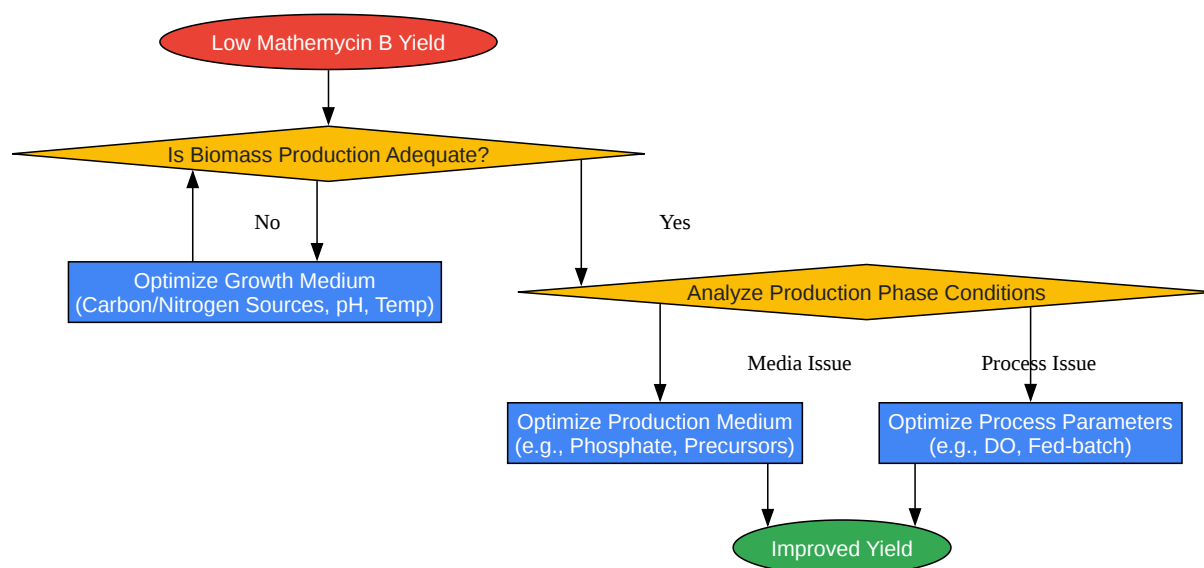 Low Mathemycin B Yield
Is Biomass Production Adequate?
No
Yes
Optimize Growth Medium
(Carbon/Nitrogen Sources, pH, Temp)
Analyze Production Phase Conditions
Media Issue
Process Issue
Optimize Production Medium
(e.g., Phosphate, Precursors)
Optimize Process Parameters
(e.g., DO, Fed-batch)
Improved Yield